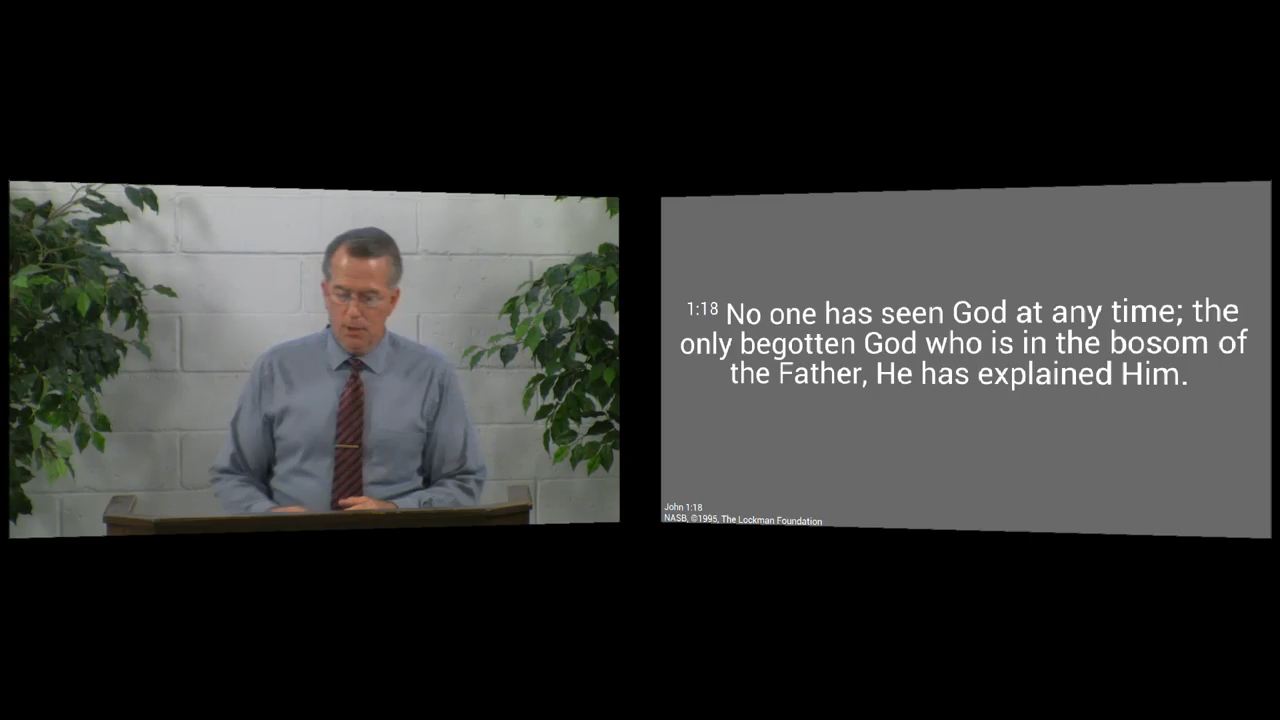 1:18 No one has seen God at any time; the
only begotten God who is in the bosom of
the Father, He has explained Him.
John 1:18
NASB, ©1995, The Lockman Foundation